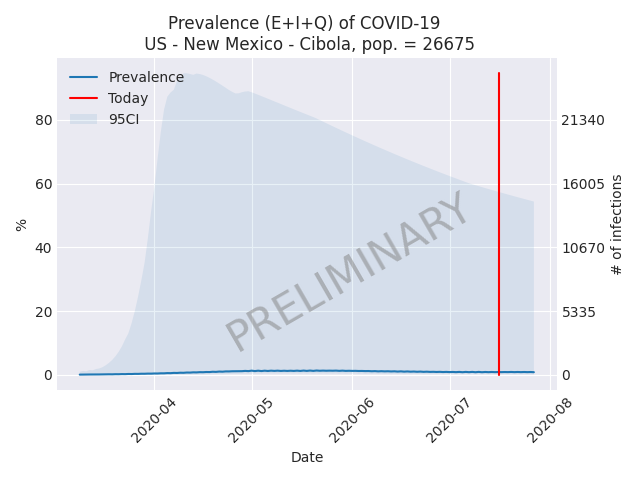 Prevalence (E+I+Q) of COVID-19
US - New Mexico - Cibola, pop. = 26675
Prevalence
Today
95CI
80
60
40
20
0
%
21340
16005
10670
5335
0
# of infections
PRELIMINARY
2020-04
2020-05
2020-06
2020-07
2020-08
Date